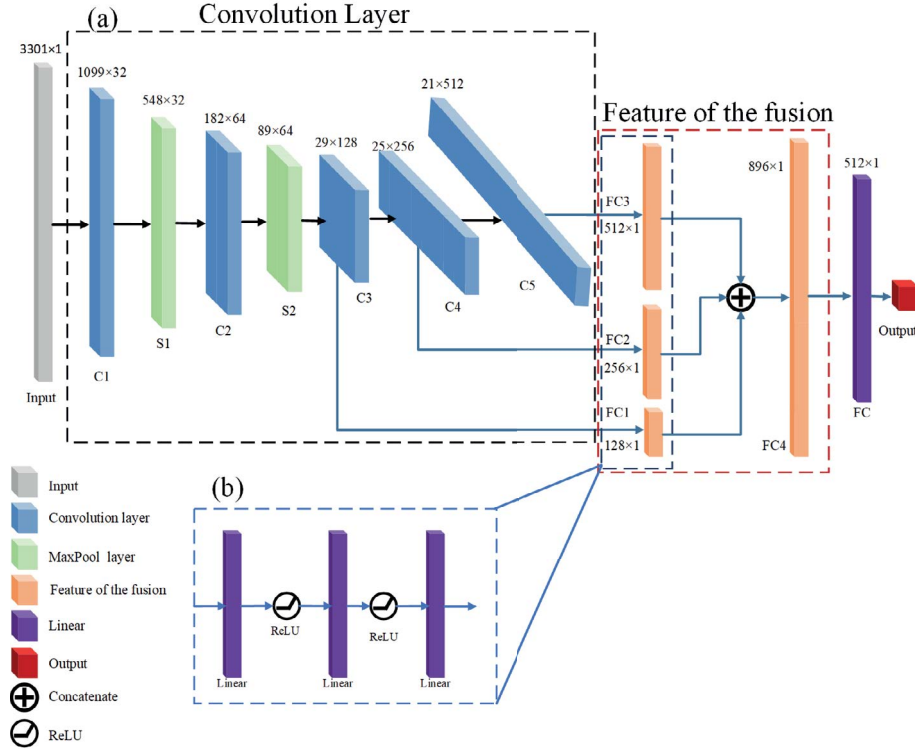 (a)
Convolution Layer
3301×1
1099×32
548×32
182×64
89×64
29×128
25×256
21×512
Feature of the fusion
896×1
512×1
FC3
512×1
FC2
256×1
FC1
128×1
Input
C1
S1
C2
S2
C3
C4
C5
FC4
FC
Output
Input
Convolution layer
MaxPool layer
Feature of the fusion
Linear
Output
Concatenate
ReLU
(b)
ReLU
ReLU
Linear
Linear
Linear